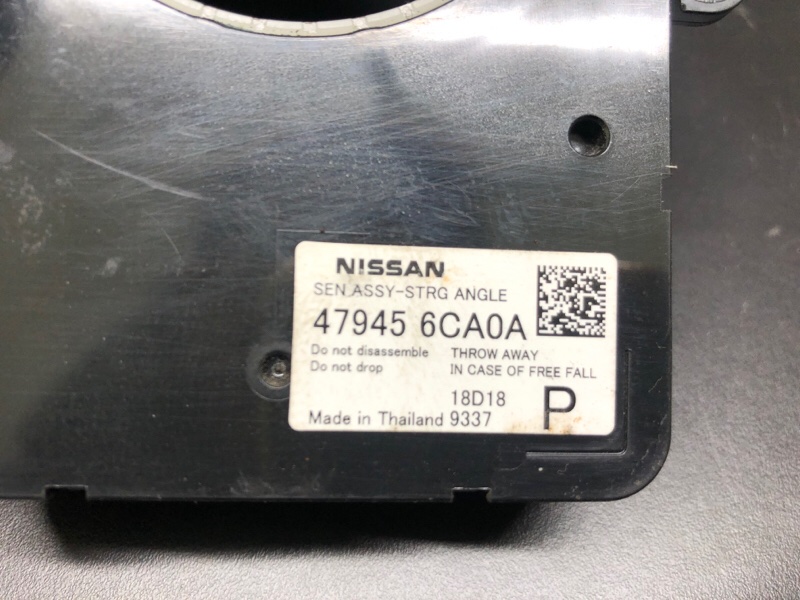 NISSAN
SEN ASSY-STRG ANGLE
47945 6CA0A
Do not disassemble THROW AWAY
Do not drop IN CASE OF FREE FALL
18D18 P
Made in Thailand 9337